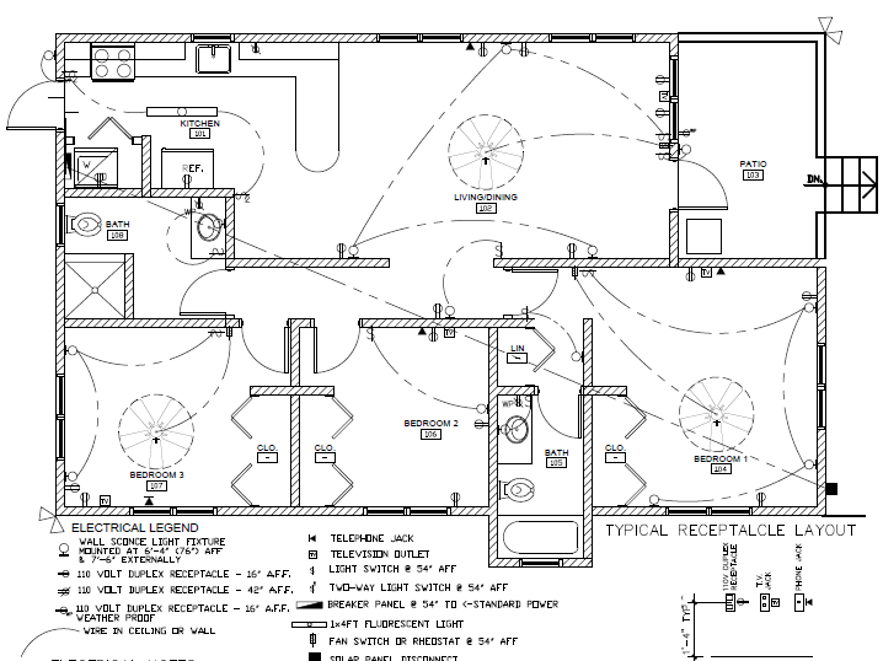 KITCHEN
101
W
REF.
PATIO
103
DN.
LIVING/DINING
102
BATH
108
WP
TV
LIN
-
WP
BEDROOM 2
106
CLO.
-
CLO.
-
CLO.
-
BATH
105
BEDROOM 1
104
BEDROOM 3
107
TV
TV
TV
TV
ELECTRICAL LEGEND
WALL SCONCE LIGHT FIXTURE
MOUNTED AT 6'-4" (76") AFF
& 7'-6" EXTERNALLY
110 VOLT DUPLEX RECEPTACLE - 16" A.F.F.
110 VOLT DUPLEX RECEPTACLE - 42" A.F.F.
110 VOLT DUPLEX RECEPTACLE - 16" A.F.F.
WEATHER PROOF
WIRE IN CEILING OR WALL
TELEPHONE JACK
TV TELEVISION OUTLET
LIGHT SWITCH @ 54" AFF
TWO-WAY LIGHT SWITCH @ 54" AFF
BREAKER PANEL @ 54" TO <-STANDARD POWER
1x4FT FLUORESCENT LIGHT
FAN SWITCH OR RHEOSTAT @ 54" AFF
SOLAR PANEL DISCONNECT
TYPICAL RECEPTALCLE LAYOUT
110V DUPLEX
RECEPTACLE
T.V.
JACK
PHONE JACK
1'-4" TYP.